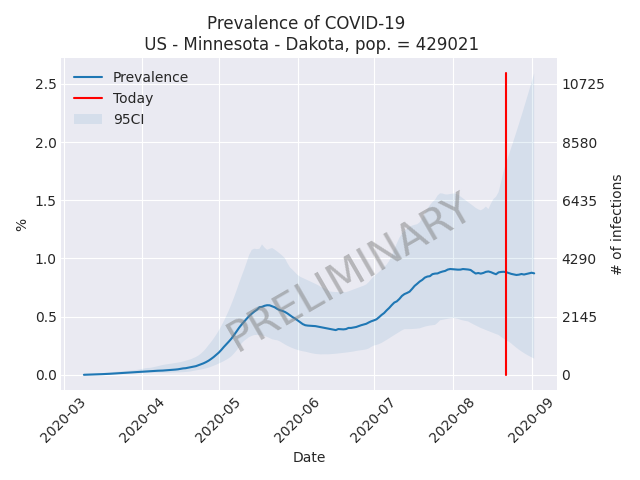 Prevalence of COVID-19
US - Minnesota - Dakota, pop. = 429021
Prevalence
Today
95CI
PRELIMINARY
2.5
2.0
1.5
1.0
0.5
0.0
%
10725
8580
6435
4290
2145
0
# of infections
2020-03
2020-04
2020-05
2020-06
2020-07
2020-08
2020-09
Date